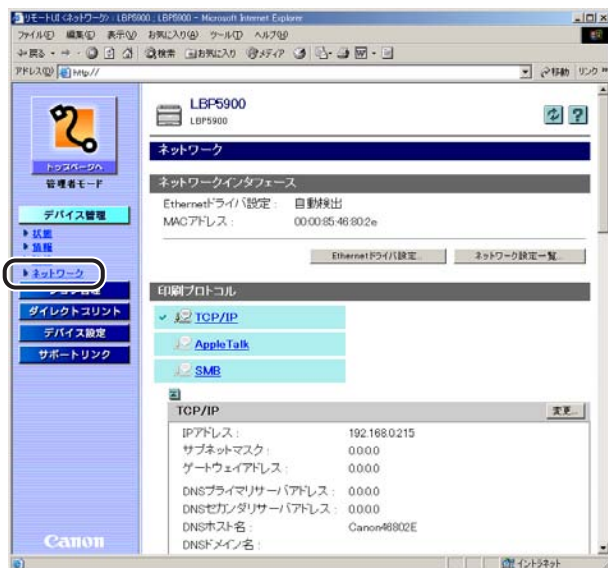 リモートUI <ネットワーク> : LBP5900 ; LBP5900 - Microsoft Internet Explorer
ファイル(F) 編集(E) 表示(V) お気に入り(A) ツール(T) ヘルプ(H)
戻る 検索 お気に入り メディア
アドレス(D) http:// 移動 リンク
LBP5900
LBP5900
トップページへ
管理者モード
デバイス管理
状態
情報
ネットワーク
ダイレクトプリント
デバイス設定
サポートリンク
Canon
ネットワーク
ネットワークインタフェース
Ethernetドライバ設定 : 自動検出
MACアドレス : 00:00:85:46:80:2e
Ethernetドライバ設定... ネットワーク設定一覧...
印刷プロトコル
TCP/IP
AppleTalk
SMB
TCP/IP 変更...
IPアドレス : 192.168.0.215
サブネットマスク : 0.0.0.0
ゲートウェイアドレス : 0.0.0.0
DNSプライマリサーバアドレス : 0.0.0.0
DNSセカンダリサーバアドレス : 0.0.0.0
DNSホスト名 : Canon46802E
DNSドメイン名 :
イントラネット